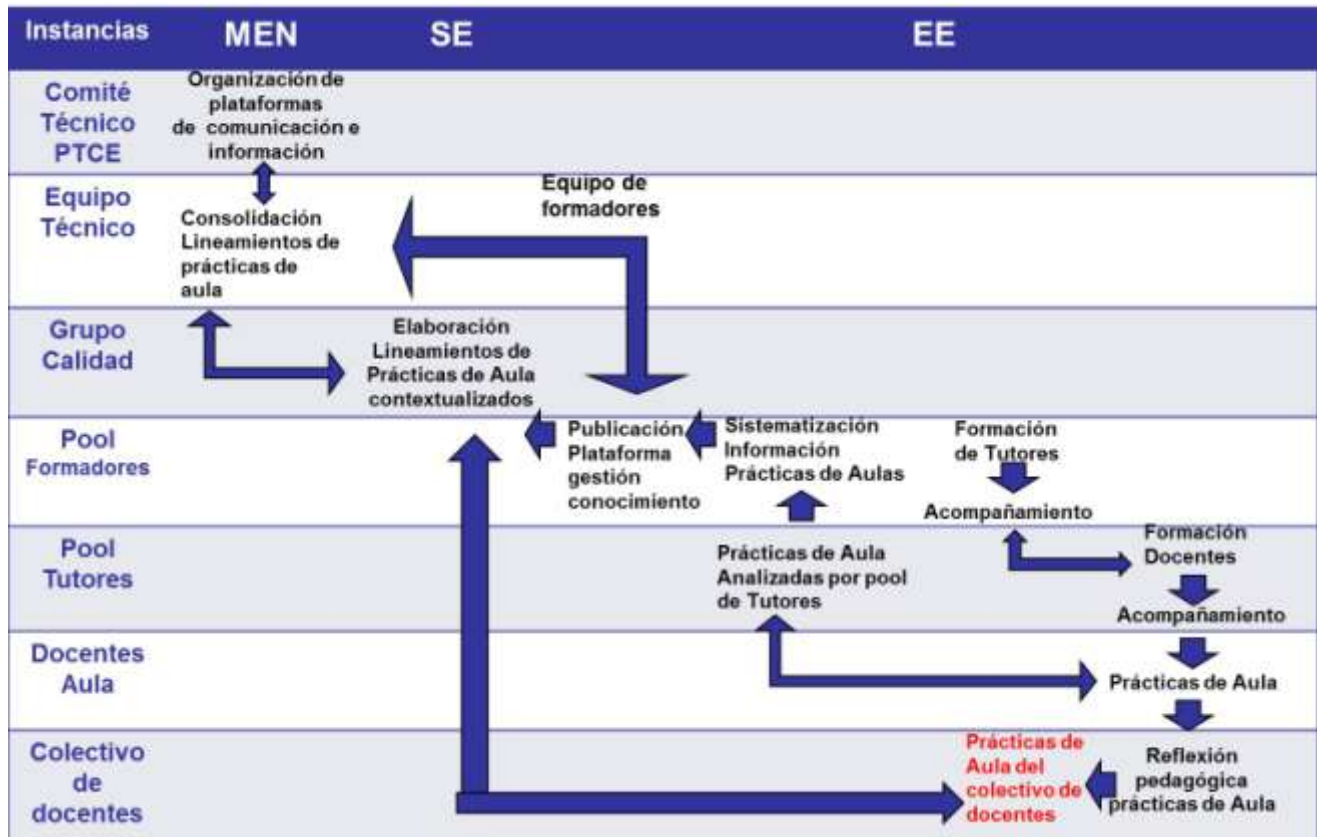 Instancias MEN SE EE
Comité
Técnico
PTCE
Organización de
plataformas
de comunicación e
información
Equipo
Técnico
Consolidación
Lineamientos de
prácticas de
aula
Equipo de
formadores
Grupo
Calidad
Elaboración
Lineamientos de
Prácticas de Aula
contextualizados
Pool
Formadores
Publicación
Plataforma
gestión
conocimiento
Sistematización
Información
Prácticas de Aulas
Formación
de Tutores
Acompañamiento
Pool
Tutores
Prácticas de Aula
Analizadas por pool
de Tutores
Formación
Docentes
Acompañamiento
Docentes
Aula
Prácticas de Aula
Colectivo
de
docentes
Prácticas de
Aula del
colectivo de
docentes
Reflexión
pedagógica
prácticas de Aula